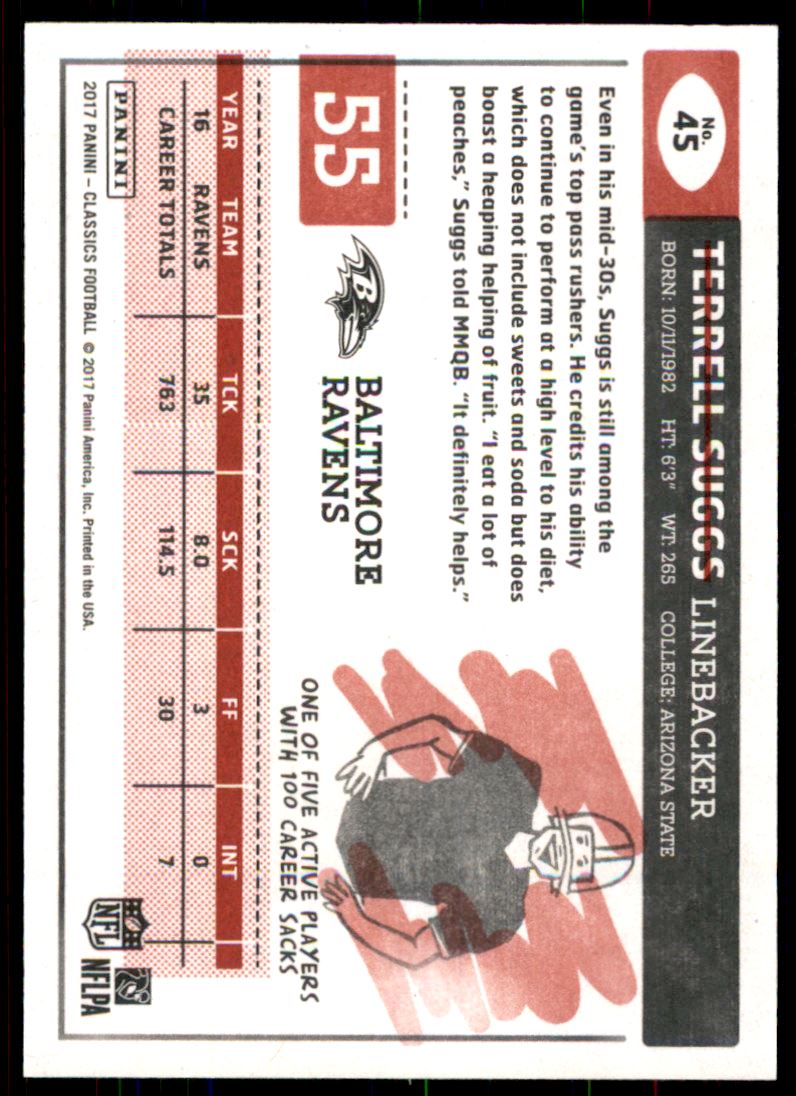 No.
45
TERRELL SUGGS LINEBACKER
BORN: 10/11/1982 HT: 6'3" WT: 265 COLLEGE: ARIZONA STATE
Even in his mid-30s, Suggs is still among the
game's top pass rushers. He credits his ability
to continue to perform at a high level to his diet,
which does not include sweets and soda but does
boast a heaping helping of fruit. "I eat a lot of
peaches," Suggs told MMQB. "It definitely helps."
55
B
BALTIMORE
RAVENS
ONE OF FIVE ACTIVE PLAYERS
WITH 100 CAREER SACKS
YEAR TEAM TCK SCK FF INT
16 RAVENS 35 8.0 3 0
CAREER TOTALS 763 114.5 30 7
PANINI
2017 PANINI – CLASSICS FOOTBALL © 2017 Panini America, Inc. Printed in the USA.
NFL
NFLPA